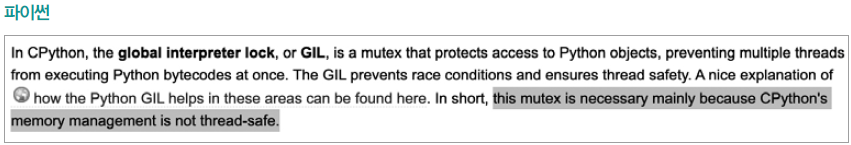 파이썬
In CPython, the global interpreter lock, or GIL, is a mutex that protects access to Python objects, preventing multiple threads
from executing Python bytecodes at once. The GIL prevents race conditions and ensures thread safety. A nice explanation of
how the Python GIL helps in these areas can be found here. In short, this mutex is necessary mainly because CPython's
memory management is not thread-safe.